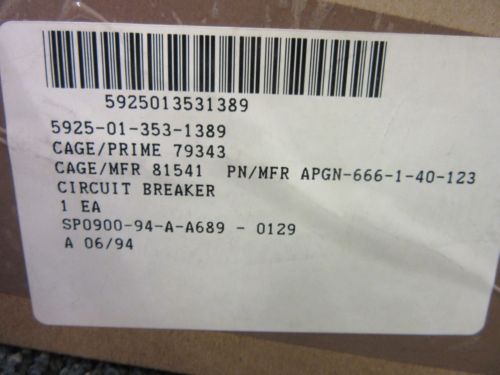 5925013531389
5925-01-353-1389
CAGE/PRIME 79343
CAGE/MFR 81541 PN/MFR APGN-666-1-40-123
CIRCUIT BREAKER
1 EA
SP0900-94-A-A689 - 0129
A 06/94